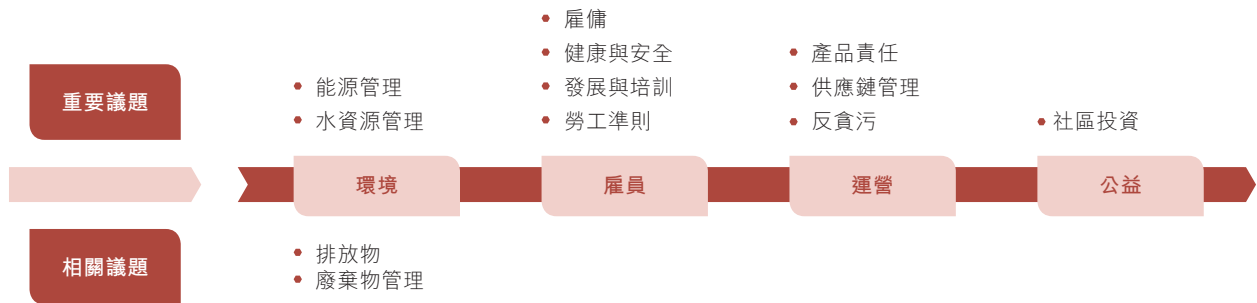 重要議題
能源管理
水資源管理
雇傭
健康與安全
發展與培訓
勞工準則
產品責任
供應鏈管理
反貪污
社區投資
環境
雇員
運營
公益
相關議題
排放物
廢棄物管理